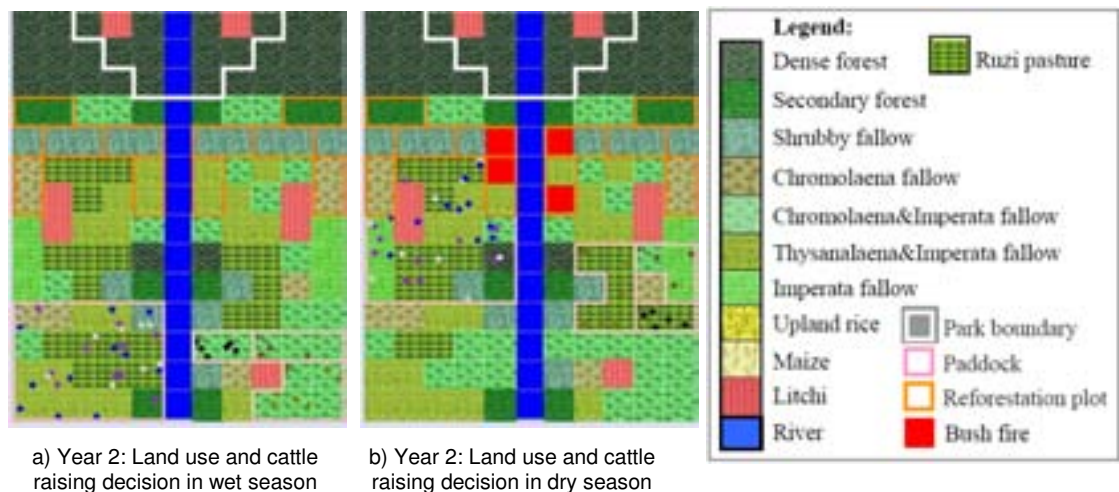 Legend:
Dense forest
Ruzi pasture
Secondary forest
Shrubby fallow
Chromolaena fallow
Chromolaena&Imperata fallow
Thysanalaena&Imperata fallow
Imperata fallow
Upland rice
Park boundary
Maize
Paddock
Litchi
Reforestation plot
River
Bush fire
a) Year 2: Land use and cattle
raising decision in wet season
b) Year 2: Land use and cattle
raising decision in dry season